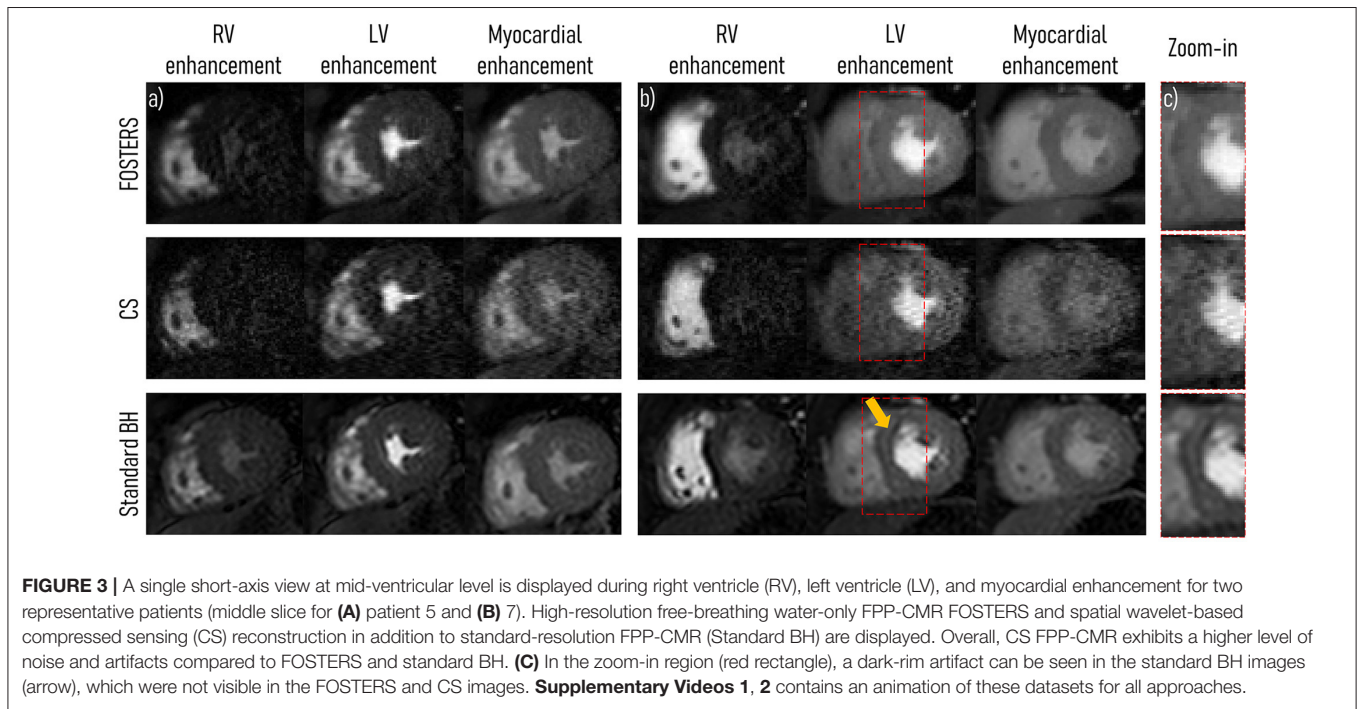 RV enhancement
LV enhancement
Myocardial enhancement
RV enhancement
LV enhancement
Myocardial enhancement
Zoom-in
a)
b)
c)
FOSTERS
CS
Standard BH
FIGURE 3 | A single short-axis view at mid-ventricular level is displayed during right ventricle (RV), left ventricle (LV), and myocardial enhancement for two
representative patients (middle slice for (A) patient 5 and (B) 7). High-resolution free-breathing water-only FPP-CMR FOSTERS and spatial wavelet-based
compressed sensing (CS) reconstruction in addition to standard-resolution FPP-CMR (Standard BH) are displayed. Overall, CS FPP-CMR exhibits a higher level of
noise and artifacts compared to FOSTERS and standard BH. (C) In the zoom-in region (red rectangle), a dark-rim artifact can be seen in the standard BH images
(arrow), which were not visible in the FOSTERS and CS images. Supplementary Videos 1, 2 contains an animation of these datasets for all approaches.